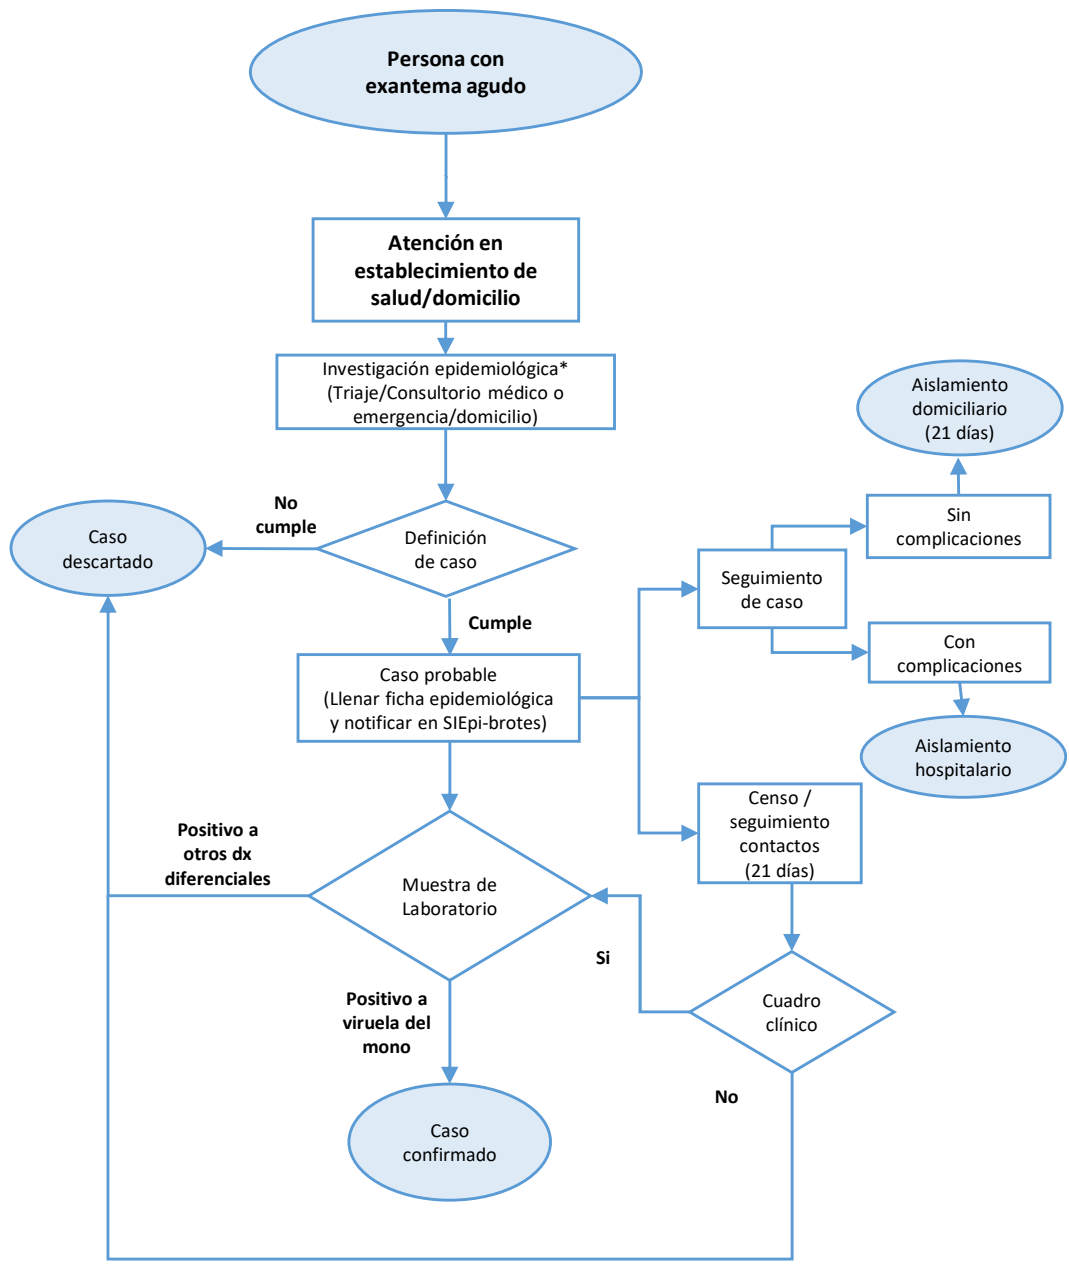 Persona con
exantema agudo
Atención en
establecimiento de
salud/domicilio
Investigación epidemiológica*
(Triaje/Consultorio médico o
emergencia/domicilio)
Aislamiento
domiciliario
(21 días)
No
cumple
Caso
descartado
Definición
de caso
Sin
complicaciones
Seguimiento
de caso
Cumple
Con
complicaciones
Caso probable
(Llenar ficha epidemiológica
y notificar en SIEpi-brotes)
Aislamiento
hospitalario
Censo /
seguimiento
contactos
(21 días)
Positivo a
otros dx
diferenciales
Muestra de
Laboratorio
Si
Cuadro
clínico
Positivo a
viruela del
mono
No
Caso
confirmado